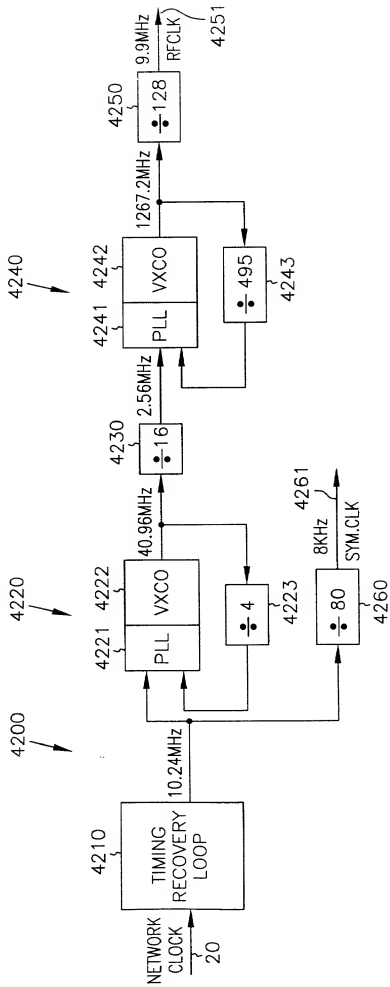 4200
4220
4240
NETWORK
CLOCK
20
4210
TIMING
RECOVERY
LOOP
10.24MHz
4221
4222
PLL
VXCO
÷ 4
4223
40.96MHz
4230
÷ 16
2.56MHz
4241
4242
PLL
VXCO
÷ 495
4243
1267.2MHz
4250
÷ 128
9.9MHz
RFCLK
4251
÷ 80
4260
8KHz
SYM.CLK
4261